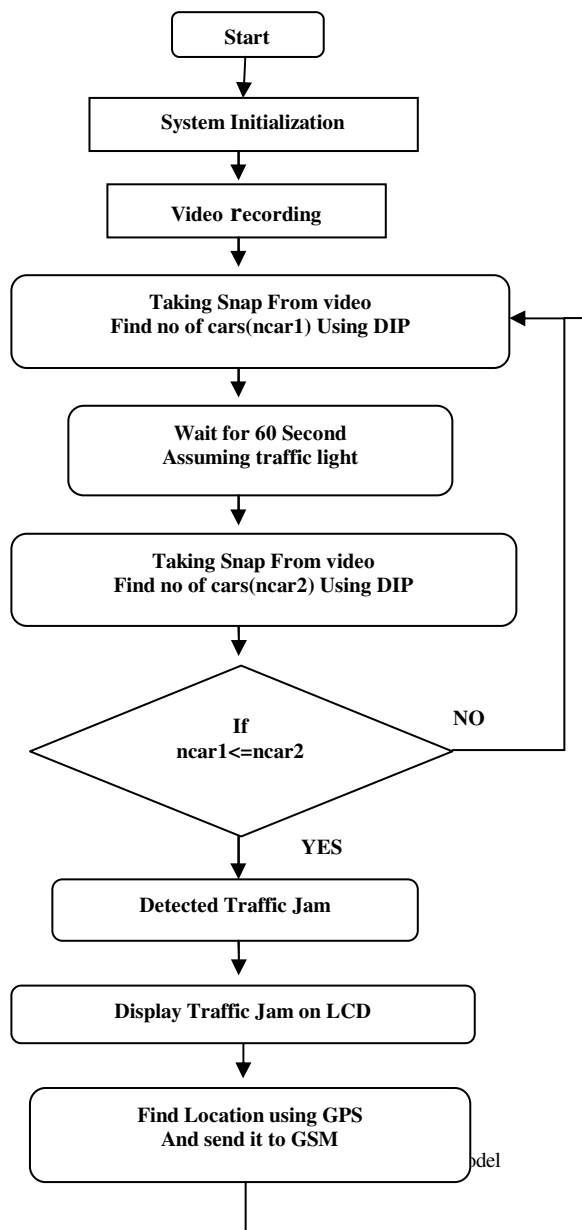 Start
System Initialization
Video recording
Taking Snap From video
Find no of cars(ncar1) Using DIP
Wait for 60 Second
Assuming traffic light
Taking Snap From video
Find no of cars(ncar2) Using DIP
If
ncar1<=ncar2
NO
YES
Detected Traffic Jam
Display Traffic Jam on LCD
Find Location using GPS
And send it to GSM